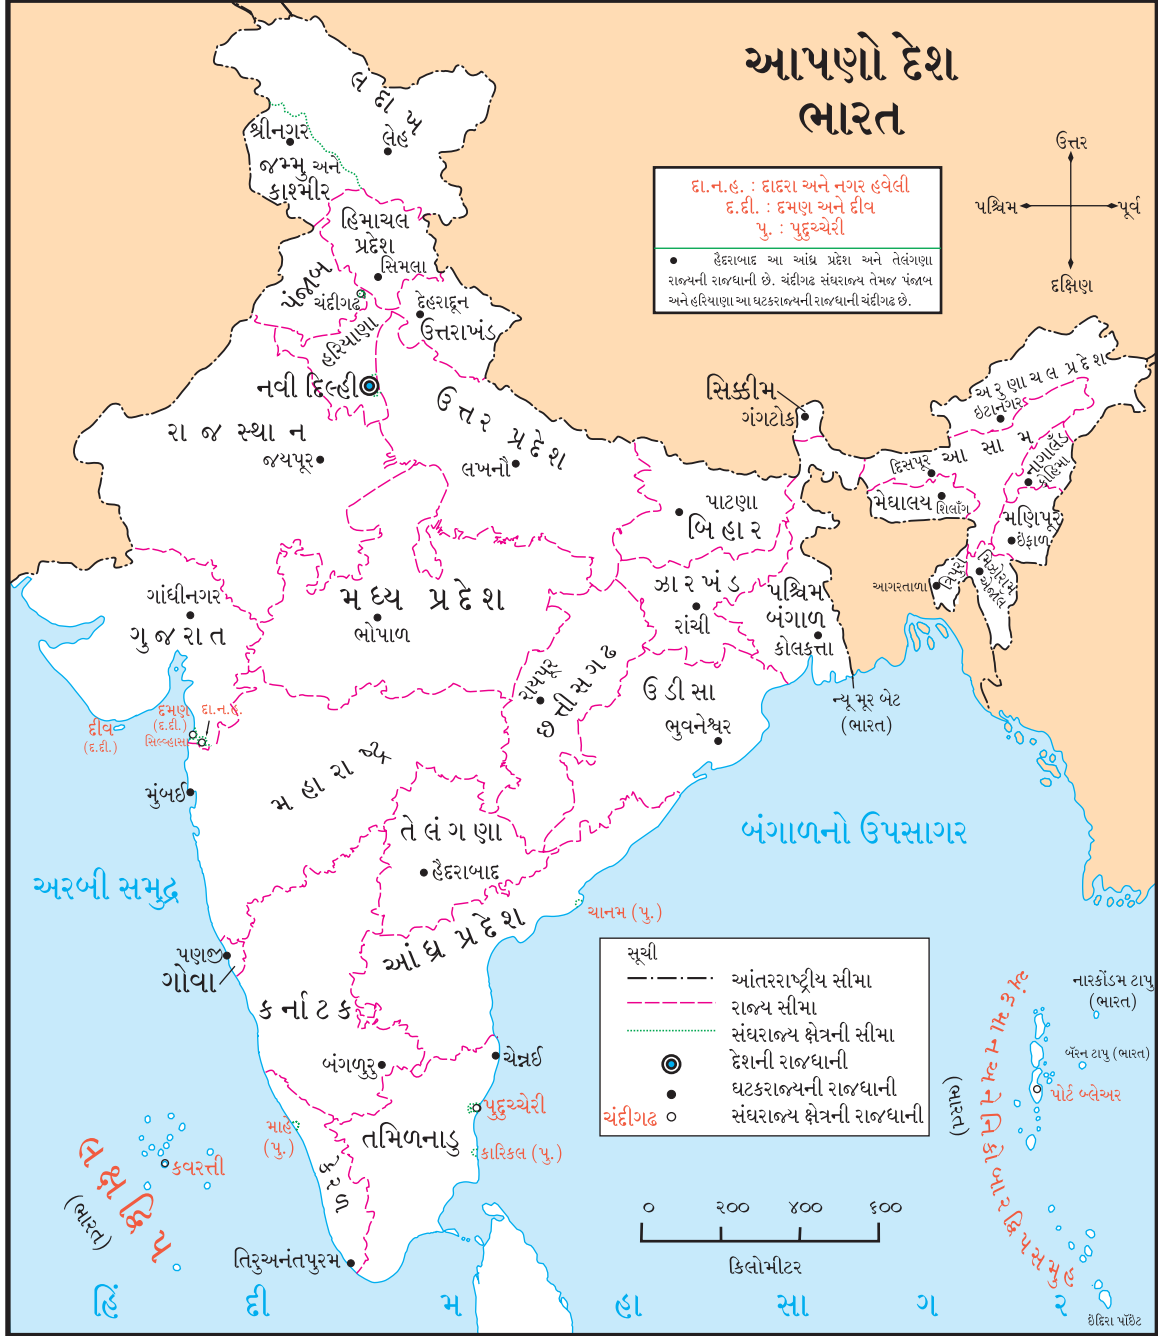 આપણો દેશ
ભારત
ઉત્તર
પશ્ચિમ
પૂર્વ
દક્ષિણ
દા.ન.હ. : દાદરા અને નગર હવેલી
દ.દી. : દમણ અને દીવ
પુ. : પુદુચ્ચેરી
● હૈદરાબાદ આ આંધ્ર પ્રદેશ અને તેલંગણા
રાજ્યની રાજધાની છે. ચંદીગઢ સંઘરાજ્ય તેમજ પંજાબ
અને હરિયાણા આ ઘટકરાજ્યની રાજધાની ચંદીગઢ છે.
લદાખ
લેહ
શ્રીનગર
જમ્મુ અને
કાશ્મીર
હિમાચલ
પ્રદેશ
સિમલા
પંજાબ
ચંદીગઢ
દેહરાદૂન
ઉત્તરાખંડ
હરિયાણા
નવી દિલ્હી
રાજસ્થાન
જયપૂર
ઉત્તર પ્રદેશ
લખનૌ
સિક્કીમ
ગંગટોક
અરુણાચલ પ્રદેશ
ઇટાનગર
આસામ
દિસપૂર
નાગાલેંડ
કોહિમા
મેઘાલય
શિલૉંગ
મણિપૂર
ઇંફાળ
ત્રિપુરા
આગરતાળા
મિઝોરામ
ઐજૉલ
પાટણા
બિહાર
ઝારખંડ
રાંચી
પશ્ચિમ
બંગાળ
કોલકત્તા
ન્યૂ મૂર બેટ
(ભારત)
ગાંધીનગર
ગુજરાત
મધ્ય પ્રદેશ
ભોપાળ
રાયપૂર
છત્તીસગઢ
ઉડીસા
ભુવનેશ્વર
દીવ
(દ.દી.)
દમણ
(દ.દી.)
સિલ્વ્હાસા
દા.ન.હ.
મુંબઈ
મહારાષ્ટ્ર
તેલંગણા
હૈદરાબાદ
બંગાળનો ઉપસાગર
અરબી સમુદ્ર
ચાનમ (પુ.)
આંધ્ર પ્રદેશ
પણજી
ગોવા
કર્નાટક
બંગળુરુ
ચેન્નઈ
પુદુચ્ચેરી
માહે
(પુ.)
તમિળનાડુ
કારિકલ (પુ.)
કેરળ
તિરુઅનંતપુરમ
લક્ષદ્વિપ
(ભારત)
કવરત્તી
સૂચી
આંતરરાષ્ટ્રીય સીમા
રાજ્ય સીમા
સંઘરાજ્ય ક્ષેત્રની સીમા
દેશની રાજધાની
ઘટકરાજ્યની રાજધાની
ચંદીગઢ સંઘરાજ્ય ક્ષેત્રની રાજધાની
૦ ૨૦૦ ૪૦૦ ૬૦૦
કિલોમીટર
અંદમાન અને નિકોબાર દ્વિપસમુહ
(ભારત)
નારકોંડમ ટાપુ
(ભારત)
બૅરન ટાપુ (ભારત)
પોર્ટ બ્લેઅર
ઇંદિરા પૉઇંટ
હિંદી મહાસાગર